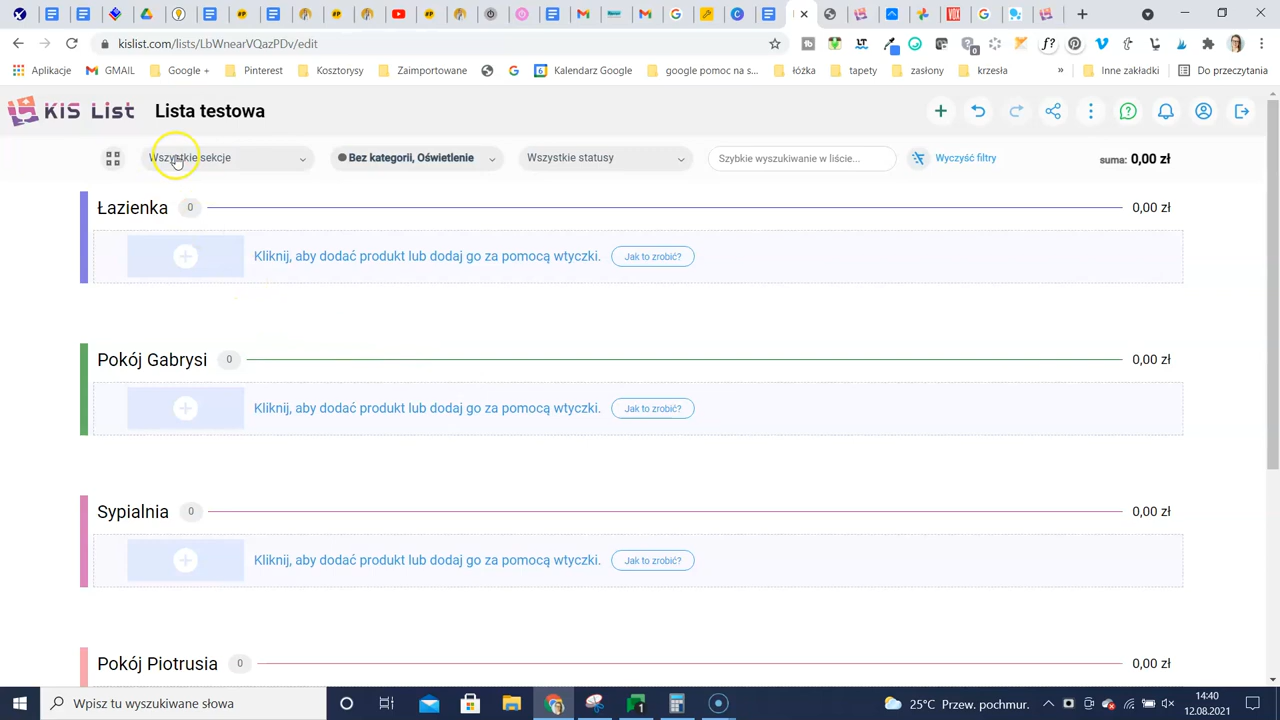 kislist.com/lists/LbWnearVQazPDv/edit
Aplikacje
GMAIL
Google +
Pinterest
Kosztorysy
Zaimportowane
Kalendarz Google
google pomoc na s...
łóżka
tapety
zasłony
krzesła
»
Inne zakładki
Do przeczytania
KIS LIST
Lista testowa
Wszystkie sekcje
Bez kategorii, Oświetlenie
Wszystkie statusy
Szybkie wyszukiwanie w liście...
Wyczyść filtry
suma: 0,00 zł
Łazienka 0 0,00 zł
Kliknij, aby dodać produkt lub dodaj go za pomocą wtyczki. Jak to zrobić?
Pokój Gabrysi 0 0,00 zł
Kliknij, aby dodać produkt lub dodaj go za pomocą wtyczki. Jak to zrobić?
Sypialnia 0 0,00 zł
Kliknij, aby dodać produkt lub dodaj go za pomocą wtyczki. Jak to zrobić?
Pokój Piotrusia 0 0,00 zł
Wpisz tu wyszukiwane słowa
25°C Przew. pochmur.
14:40
12.08.2021